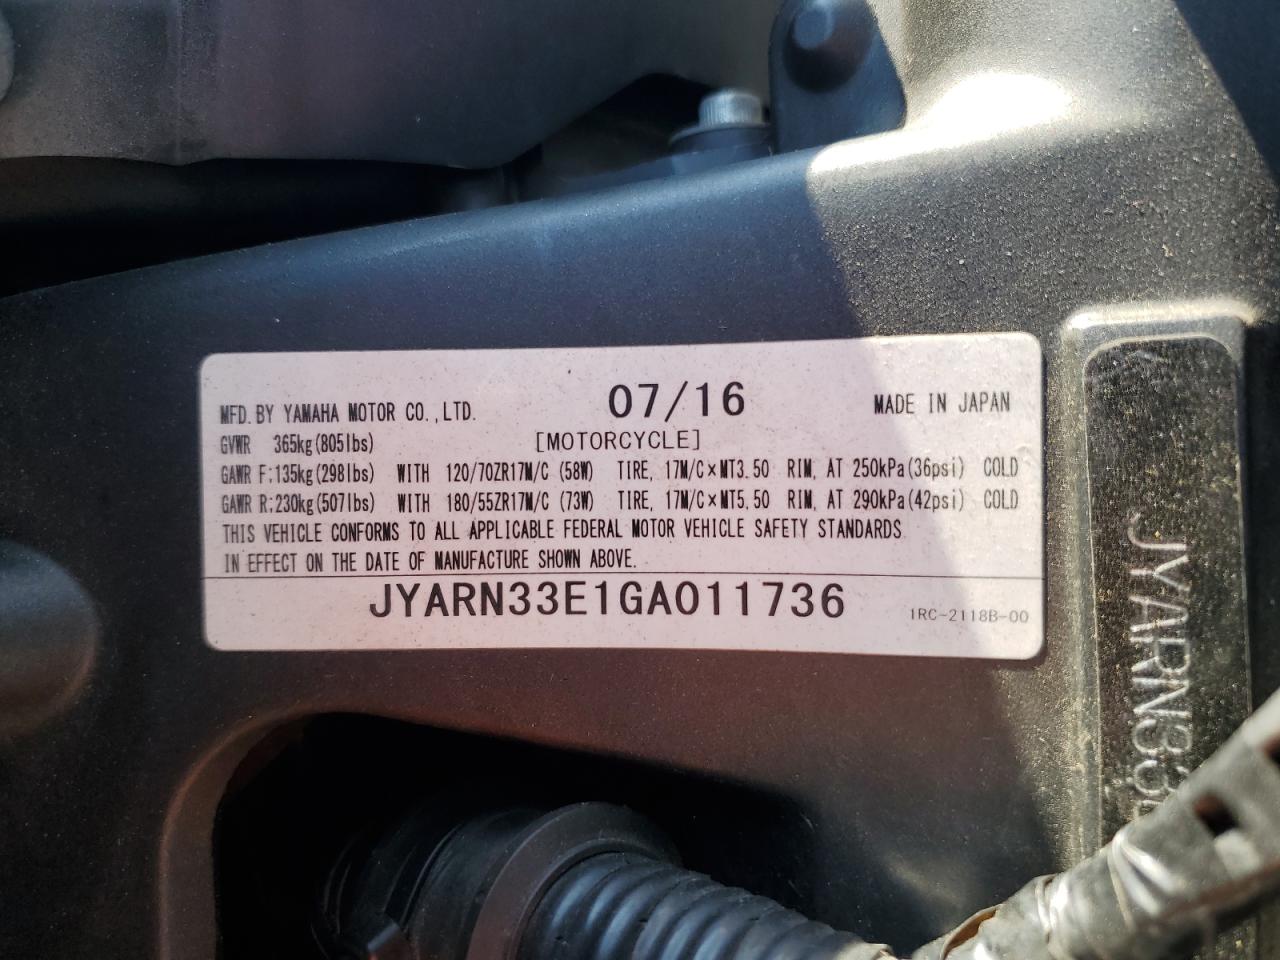 MFD. BY YAMAHA MOTOR CO., LTD. 07/16 MADE IN JAPAN
GVWR 365kg(805lbs) [MOTORCYCLE]
GAWR F:135kg(298lbs) WITH 120/70ZR17M/C (58W) TIRE, 17M/C×MT3.50 RIM, AT 250kPa(36psi) COLD
GAWR R:230kg(507lbs) WITH 180/55ZR17M/C (73W) TIRE, 17M/C×MT5.50 RIM, AT 290kPa(42psi) COLD
THIS VEHICLE CONFORMS TO ALL APPLICABLE FEDERAL MOTOR VEHICLE SAFETY STANDARDS
IN EFFECT ON THE DATE OF MANUFACTURE SHOWN ABOVE.
JYARN33E1GA011736 1RC-2118B-00
JYARN33